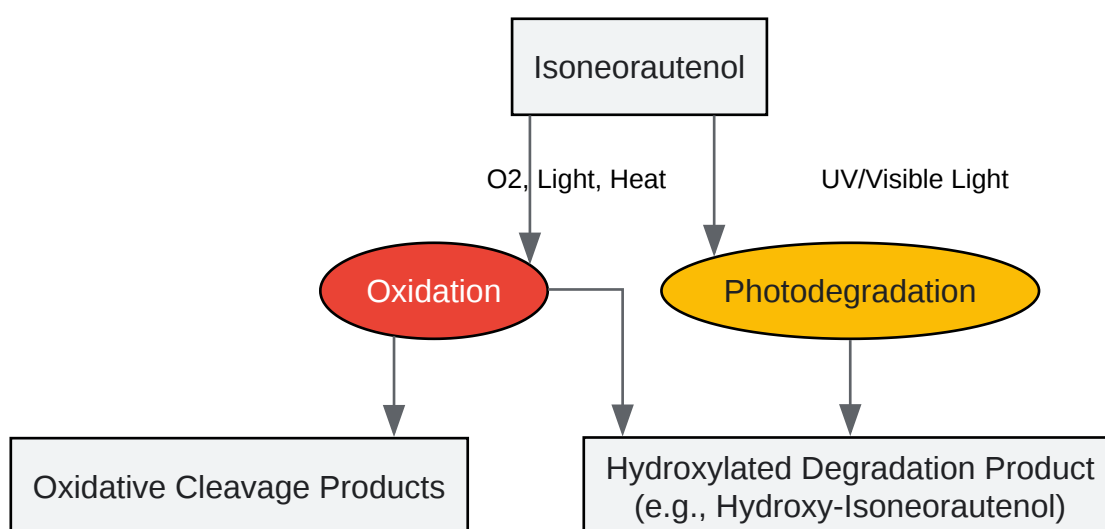 Isoneorautenol
O2, Light, Heat
UV/Visible Light
Oxidation
Photodegradation
Oxidative Cleavage Products
Hydroxylated Degradation Product
(e.g., Hydroxy-Isoneorautenol)